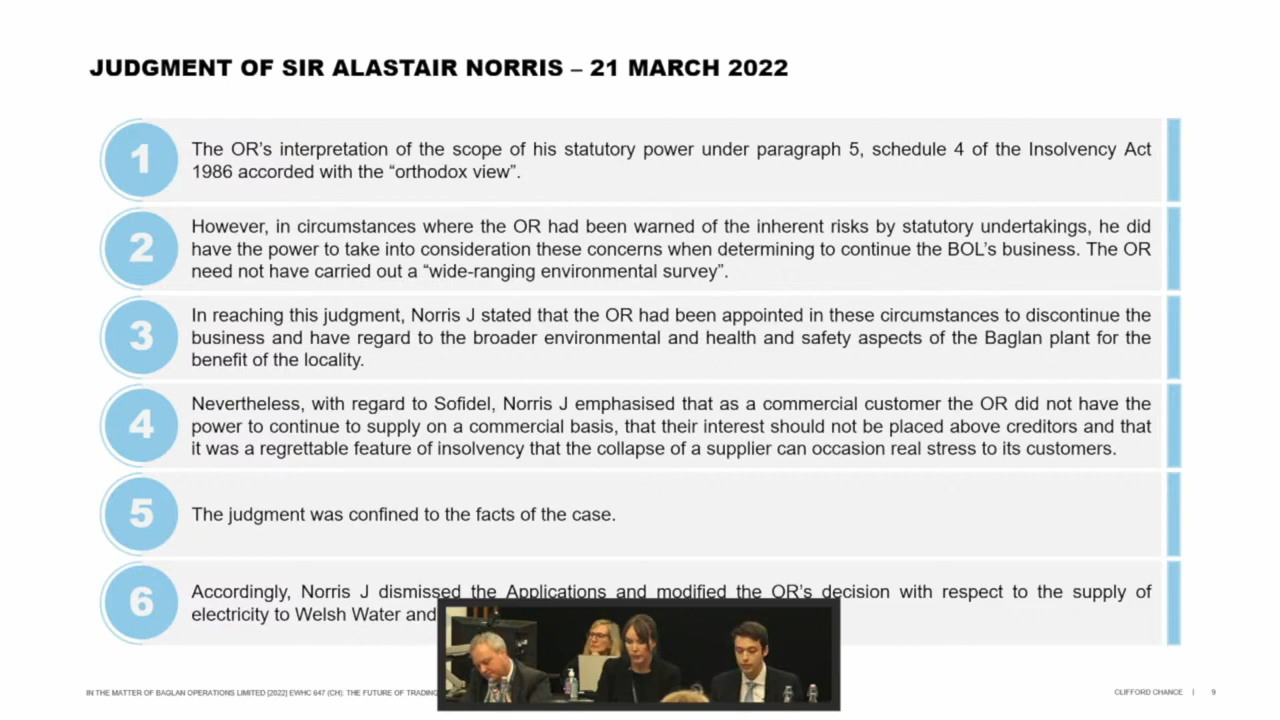 JUDGMENT OF SIR ALASTAIR NORRIS – 21 MARCH 2022
1
The OR's interpretation of the scope of his statutory power under paragraph 5, schedule 4 of the Insolvency Act
1986 accorded with the “orthodox view”.
2
However, in circumstances where the OR had been warned of the inherent risks by statutory undertakings, he did
have the power to take into consideration these concerns when determining to continue the BOL's business. The OR
need not have carried out a “wide-ranging environmental survey”.
3
In reaching this judgment, Norris J stated that the OR had been appointed in these circumstances to discontinue the
business and have regard to the broader environmental and health and safety aspects of the Baglan plant for the
benefit of the locality.
4
Nevertheless, with regard to Sofidel, Norris J emphasised that as a commercial customer the OR did not have the
power to continue to supply on a commercial basis, that their interest should not be placed above creditors and that
it was a regrettable feature of insolvency that the collapse of a supplier can occasion real stress to its customers.
5
The judgment was confined to the facts of the case.
6
Accordingly, Norris J dismissed the Applications and modified the OR's decision with respect to the supply of
electricity to Welsh Water and
IN THE MATTER OF BAGLAN OPERATIONS LIMITED [2022] EWHC 647 (CH): THE FUTURE OF TRADING
CLIFFORD CHANCE | 9